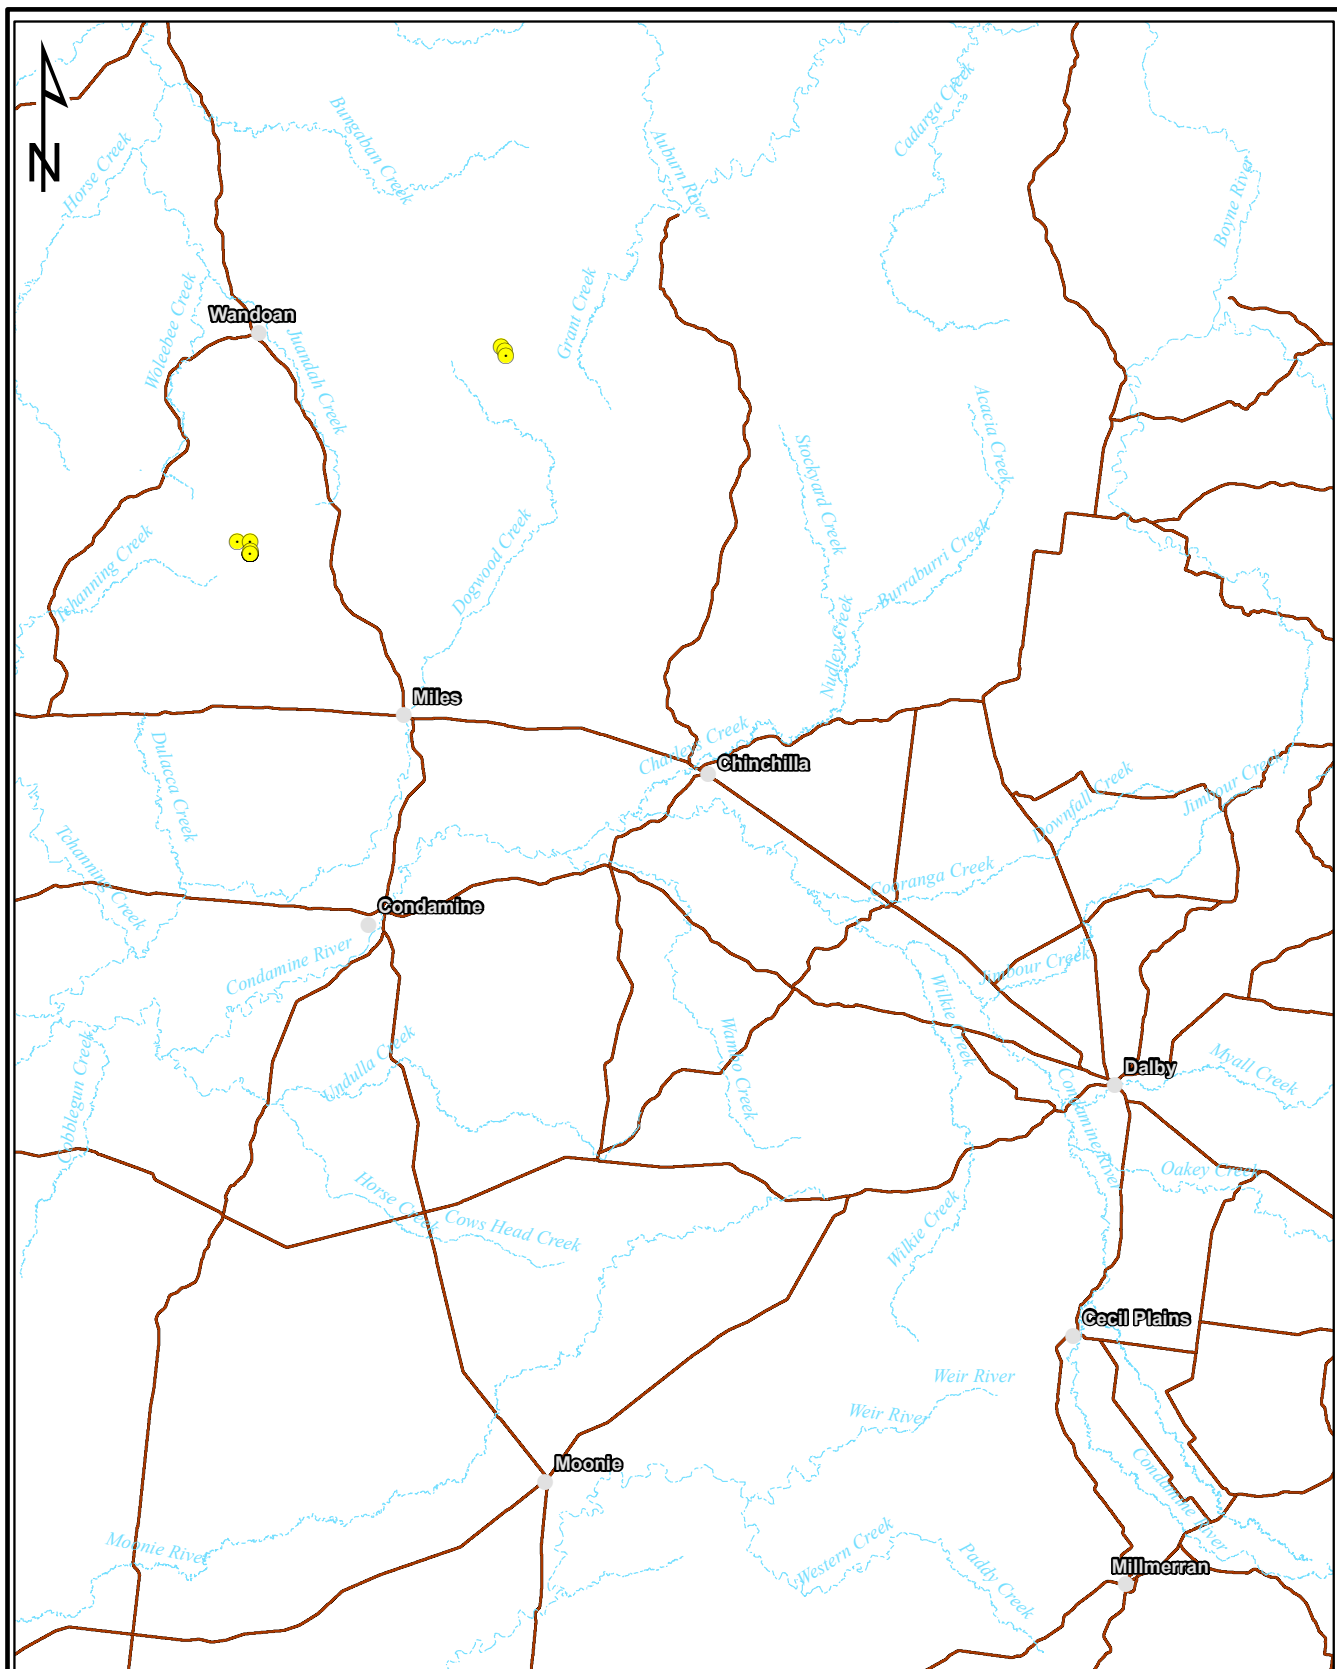 Bungaban Creek
Cadarga Creek
Horse Creek
Auburn River
N
Boyne River
Wandoan
Woleebee Creek
Grant Creek
Juandah Creek
Acacia Creek
Stockyard Creek
Dogwood Creek
Tchanning Creek
Burraburri Creek
Nudley Creek
Miles
Charleys Creek
Chinchilla
Dulacca Creek
Downfall Creek
Jimbour Creek
Tchanning Creek
Cooranga Creek
Condamine
Condamine River
Jimbour Creek
Wilkie Creek
Cobblegun Creek
Undulla Creek
Wambo Creek
Dalby
Myall Creek
Condamine River
Oakey Creek
Horse Creek
Cows Head Creek
Wilkie Creek
Cecil Plains
Weir River
Weir River
Moonie
Condamine River
Moonie River
Western Creek
Paddy Creek
Millmerran